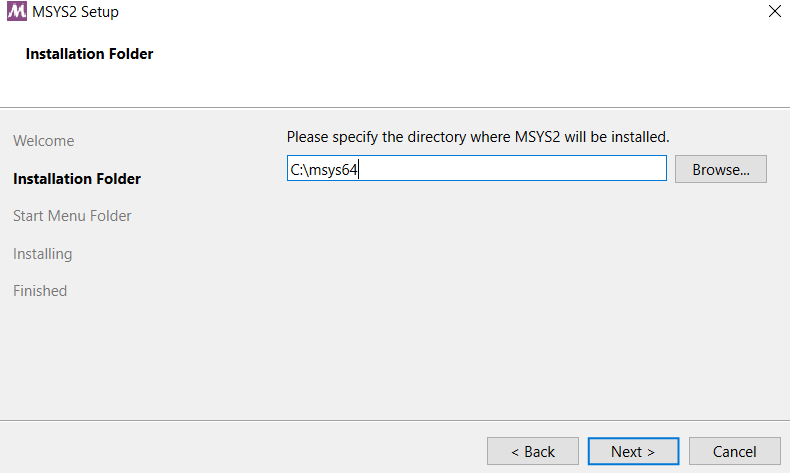 MSYS2 Setup
Installation Folder
Welcome
Installation Folder
Start Menu Folder
Installing
Finished
Please specify the directory where MSYS2 will be installed.
C:\msys64
Browse...
< Back
Next >
Cancel